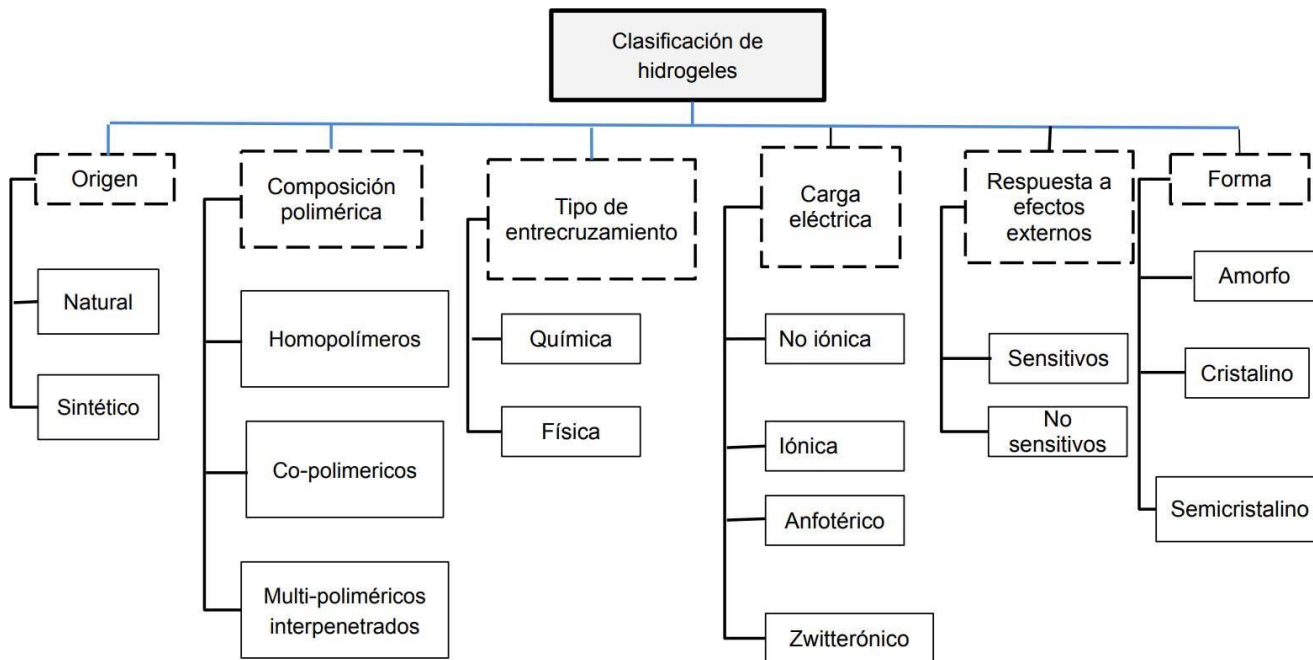 Clasificación de
hidrogeles
Origen
Natural
Sintético
Composición
polimérica
Homopolímeros
Co-polimericos
Multi-poliméricos
interpenetrados
Tipo de
entrecruzamiento
Química
Física
Carga
eléctrica
No iónica
Iónica
Anfotérico
Zwitterónico
Respuesta a
efectos
externos
Sensitivos
No
sensitivos
Forma
Amorfo
Cristalino
Semicristalino